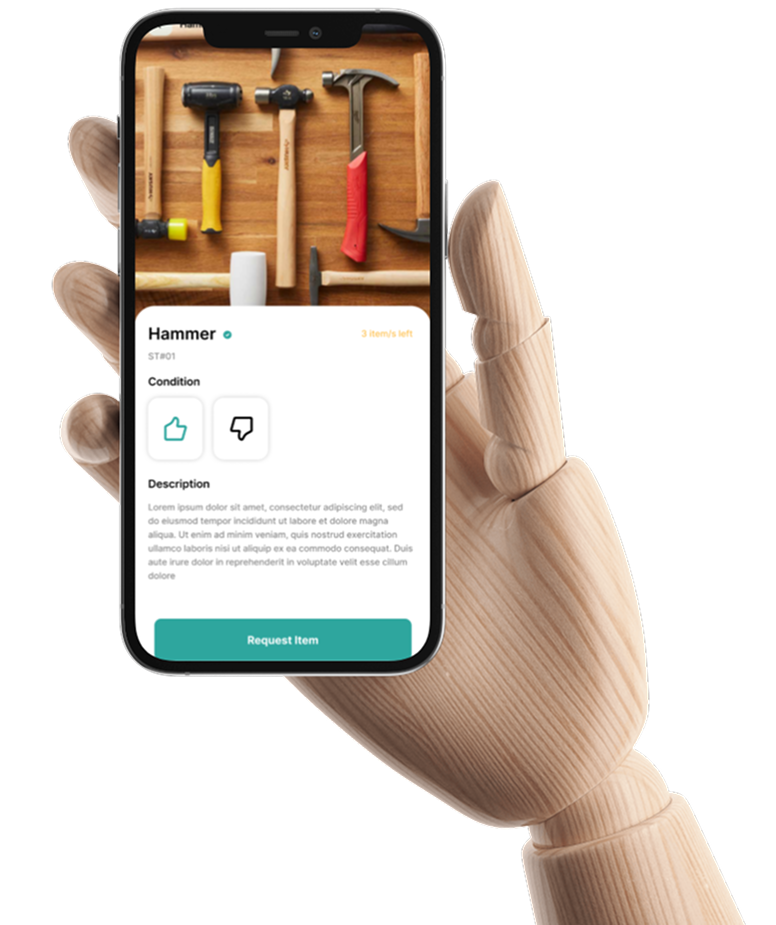 Hammer
3 item/s left
ST#01
Condition
Description
Lorem ipsum dolor sit amet, consectetur adipiscing elit, sed
do eiusmod tempor incididunt ut labore et dolore magna
aliqua. Ut enim ad minim veniam, quis nostrud exercitation
ullamco laboris nisi ut aliquip ex ea commodo consequat. Duis
aute irure dolor in reprehenderit in voluptate velit esse cillum
dolore
Request Item